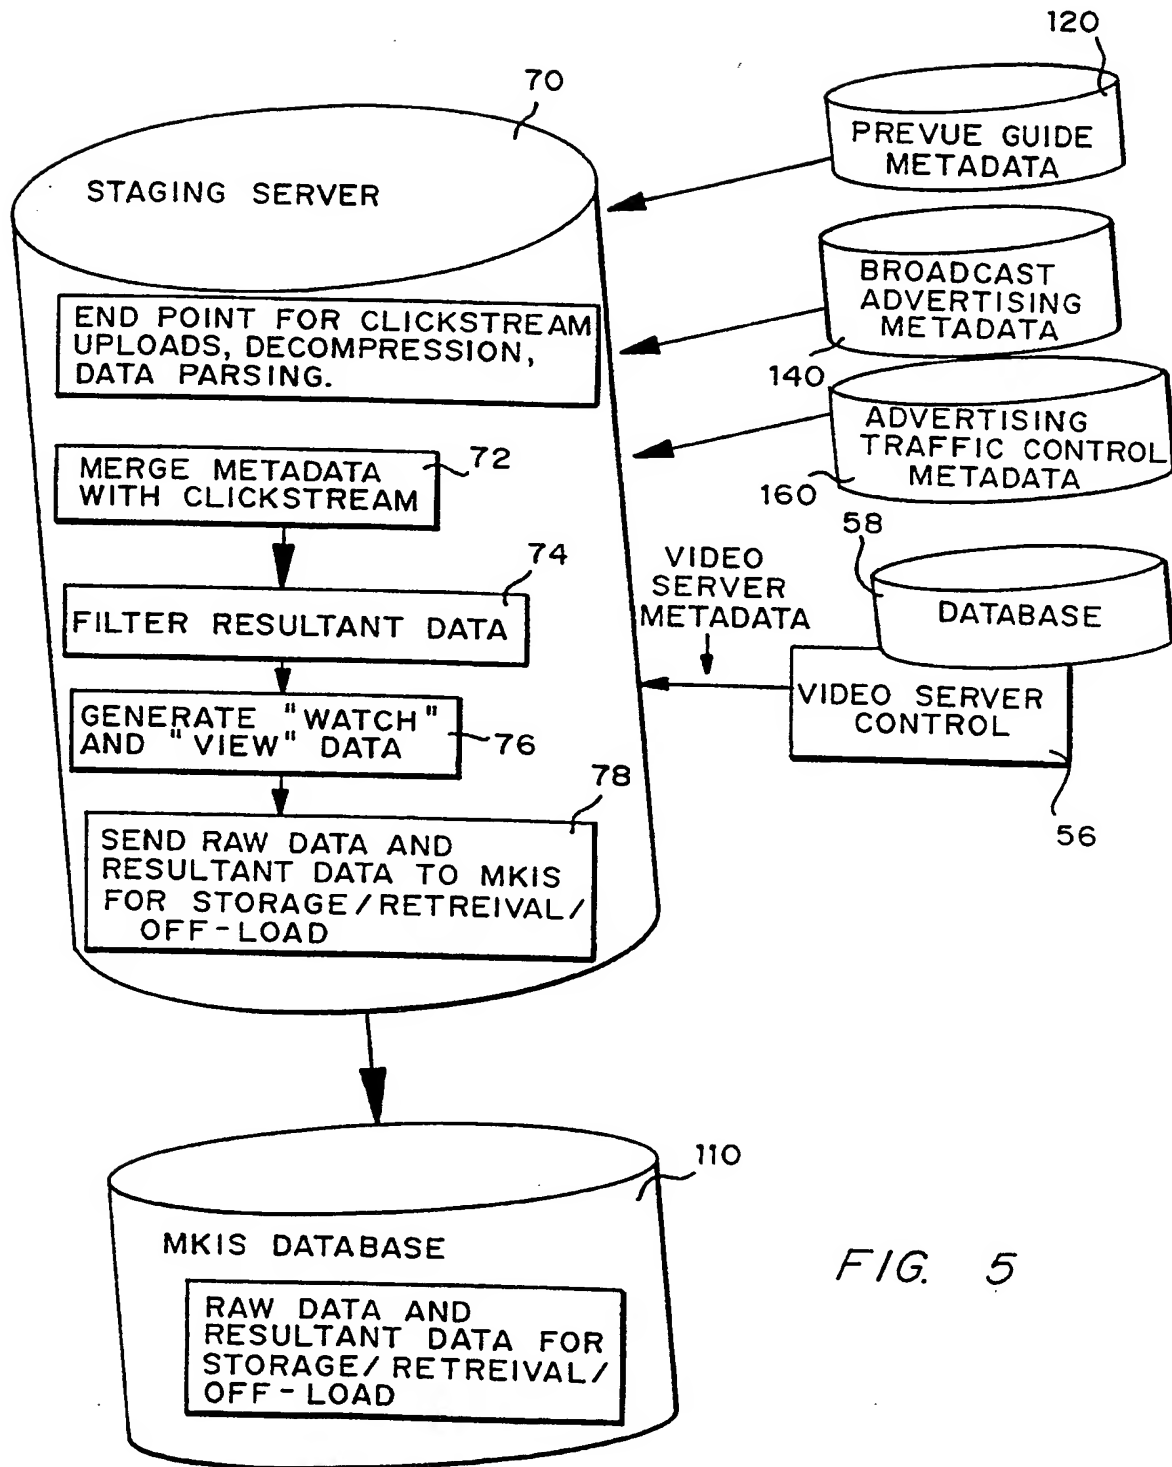 120
70
PREVUE GUIDE
METADATA
STAGING SERVER
BROADCAST
ADVERTISING
METADATA
140
END POINT FOR CLICKSTREAM
UPLOADS, DECOMPRESSION,
DATA PARSING.
ADVERTISING
TRAFFIC CONTROL
METADATA
160
MERGE METADATA
WITH CLICKSTREAM
72
58
DATABASE
VIDEO
SERVER
METADATA
74
FILTER RESULTANT DATA
VIDEO SERVER
CONTROL
56
GENERATE "WATCH"
AND "VIEW" DATA
76
78
SEND RAW DATA AND
RESULTANT DATA TO MKIS
FOR STORAGE/RETREIVAL/
OFF-LOAD
110
MKIS DATABASE
RAW DATA AND
RESULTANT DATA FOR
STORAGE/RETREIVAL/
OFF-LOAD
FIG. 5